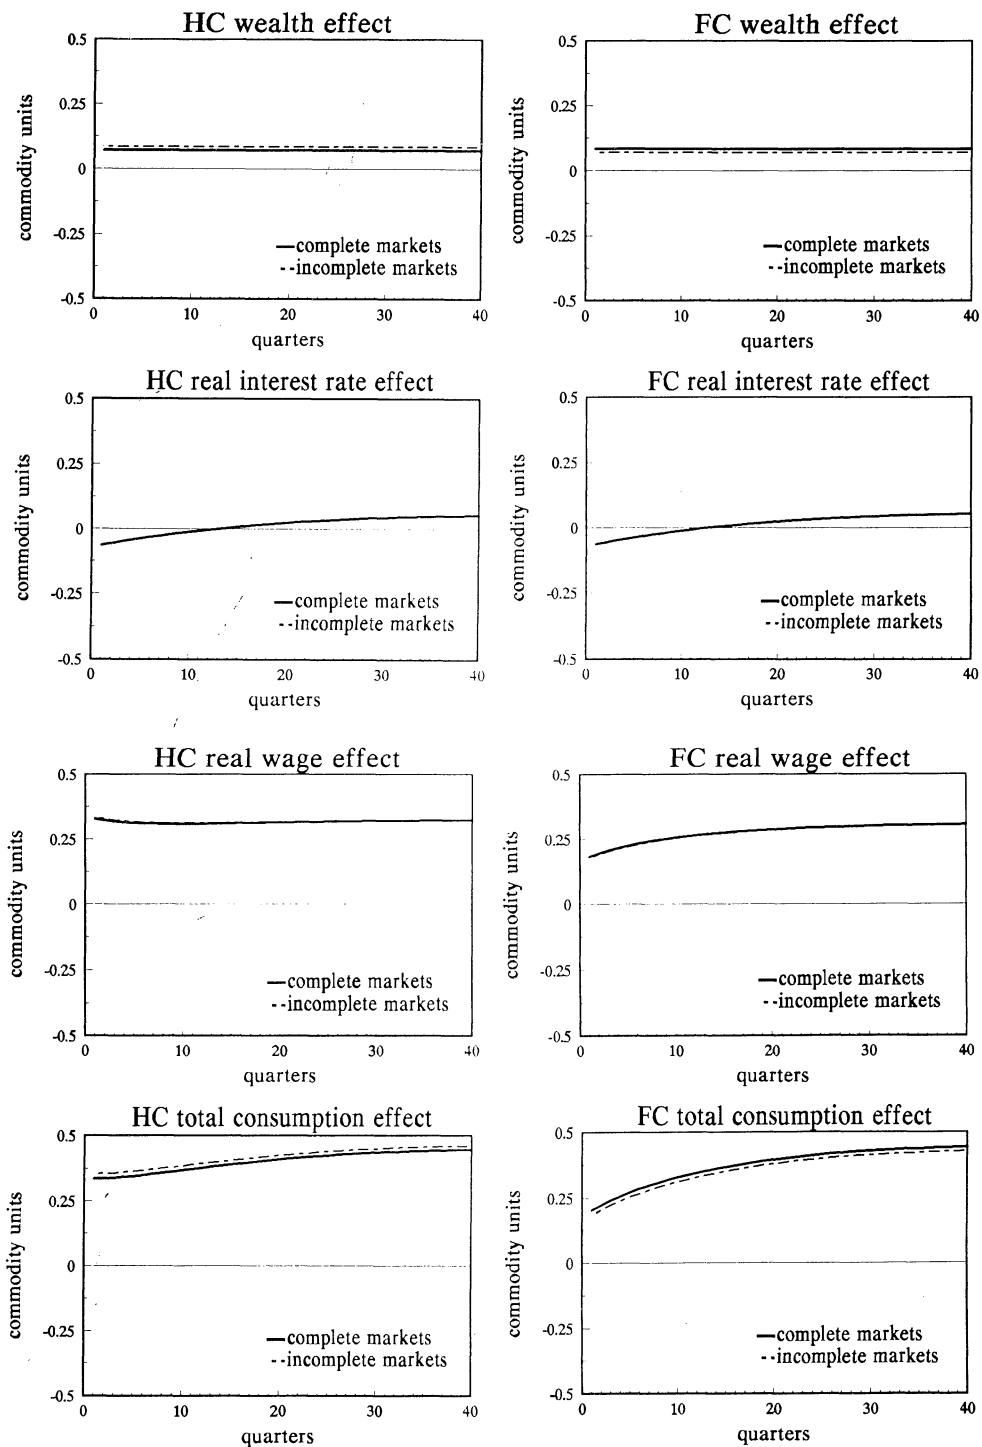 HC wealth effect
0.5
0.25
0
-0.25
-0.5
commodity units
complete markets
incomplete markets
0 10 20 30 40
quarters
FC wealth effect
0.5
0.25
0
-0.25
-0.5
commodity units
complete markets
incomplete markets
0 10 20 30 40
quarters
HC real interest rate effect
0.5
0.25
0
-0.25
-0.5
commodity units
complete markets
incomplete markets
0 10 20 30 40
quarters
FC real interest rate effect
0.5
0.25
0
-0.25
-0.5
commodity units
complete markets
incomplete markets
0 10 20 30 40
quarters
HC real wage effect
0.5
0.25
0
-0.25
-0.5
commodity units
complete markets
incomplete markets
0 10 20 30 40
quarters
FC real wage effect
0.5
0.25
0
-0.25
-0.5
commodity units
complete markets
incomplete markets
0 10 20 30 40
quarters
HC total consumption effect
0.5
0.25
0
-0.25
-0.5
commodity units
complete markets
incomplete markets
0 10 20 30 40
quarters
FC total consumption effect
0.5
0.25
0
-0.25
-0.5
commodity units
complete markets
incomplete markets
0 10 20 30 40
quarters